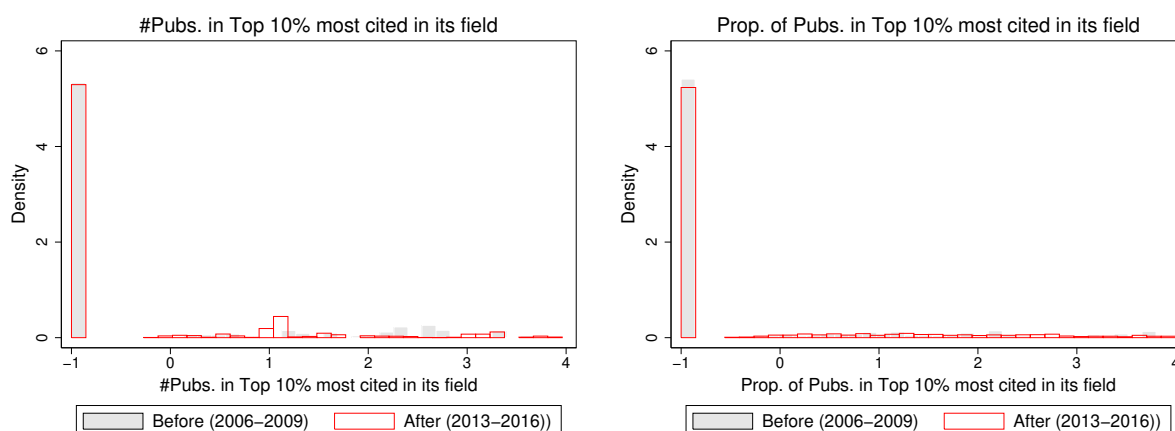 #Pubs. in Top 10% most cited in its field
6
4
2
0
Density
−1 0 1 2 3 4
#Pubs. in Top 10% most cited in its field
Before (2006−2009) After (2013−2016))
Prop. of Pubs. in Top 10% most cited in its field
6
4
2
0
Density
−1 0 1 2 3 4
Prop. of Pubs. in Top 10% most cited in its field
Before (2006−2009) After (2013−2016))